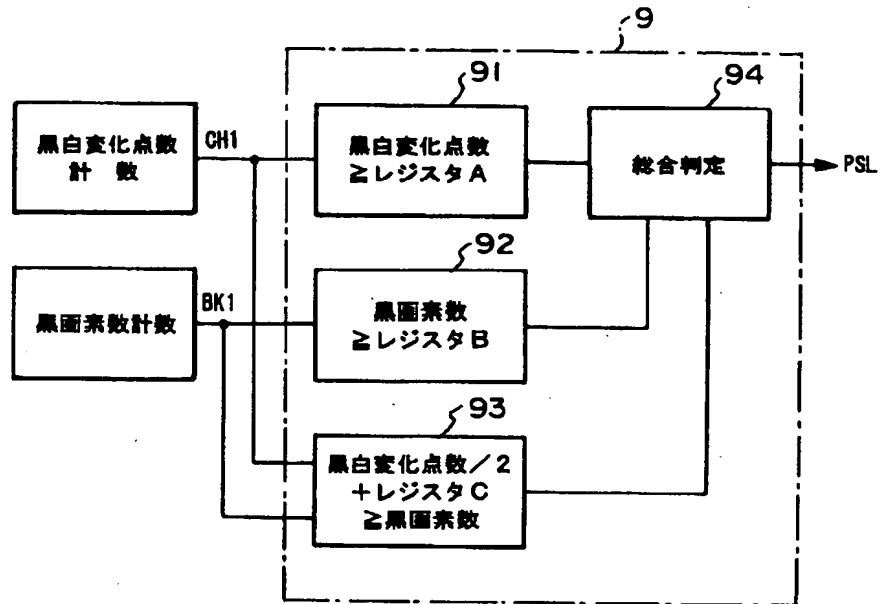 9
91
94
黒白変化点数
計 数
CH1
黒白変化点数
≧レジスタA
総合判定
PSL
92
黒画素数計数
BK1
黒画素数
≧レジスタB
93
黒白変化点数／2
＋レジスタC
≧黒画素数